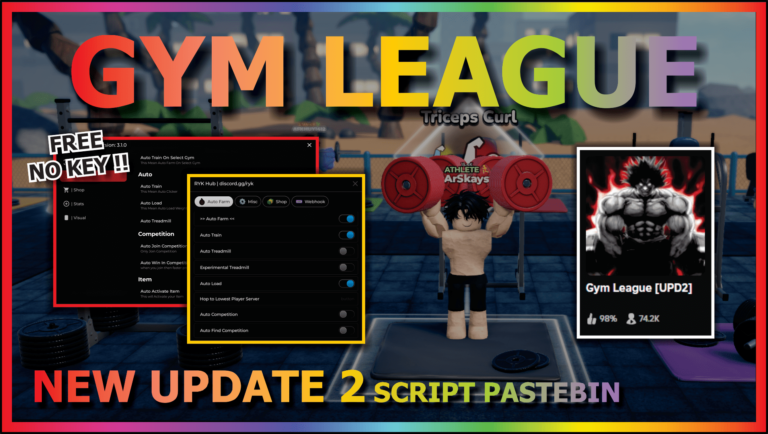 GYM LEAGUE
Triceps Curl
FREE
NO KEY !!
ATHLETE
ArSkays
3.1.0
Auto Train On Select Gym
Auto
Auto Train
Auto Load
Auto Treadmill
Competition
Auto Join Competition
Auto Win In Compet
Item
Auto Activate Item
| Shop
| Stats
| Visual
RYK Hub | discord.gg/ryk
Auto Farm
Misc
Shop
Webhook
>> Auto Farm <<
Auto Train
Auto Treadmill
Experimental Treadmill
Auto Load
Hop to Lowest Player Server
Auto Competition
Auto Find Competition
Gym League [UPD2]
98% 74.2K
NEW UPDATE 2 SCRIPT PASTEBIN